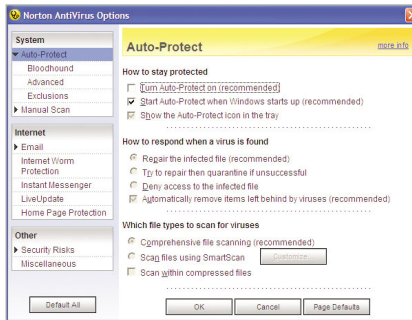 Norton AntiVirus Options
System
Auto-Protect
Bloodhound
Advanced
Exclusions
Manual Scan
Internet
Email
Internet Worm
Protection
Instant Messenger
LiveUpdate
Home Page Protection
Other
Security Risks
Miscellaneous
Default All
Auto-Protect
more info
How to stay protected
Turn Auto-Protect on (recommended)
Start Auto-Protect when Windows starts up (recommended)
Show the Auto-Protect icon in the tray
How to respond when a virus is found
Repair the infected file (recommended)
Try to repair then quarantine if unsuccessful
Deny access to the infected file
Automatically remove items left behind by viruses (recommended)
Which file types to scan for viruses
Comprehensive file scanning (recommended)
Scan files using SmartScan
Customize...
Scan within compressed files
OK
Cancel
Page Defaults